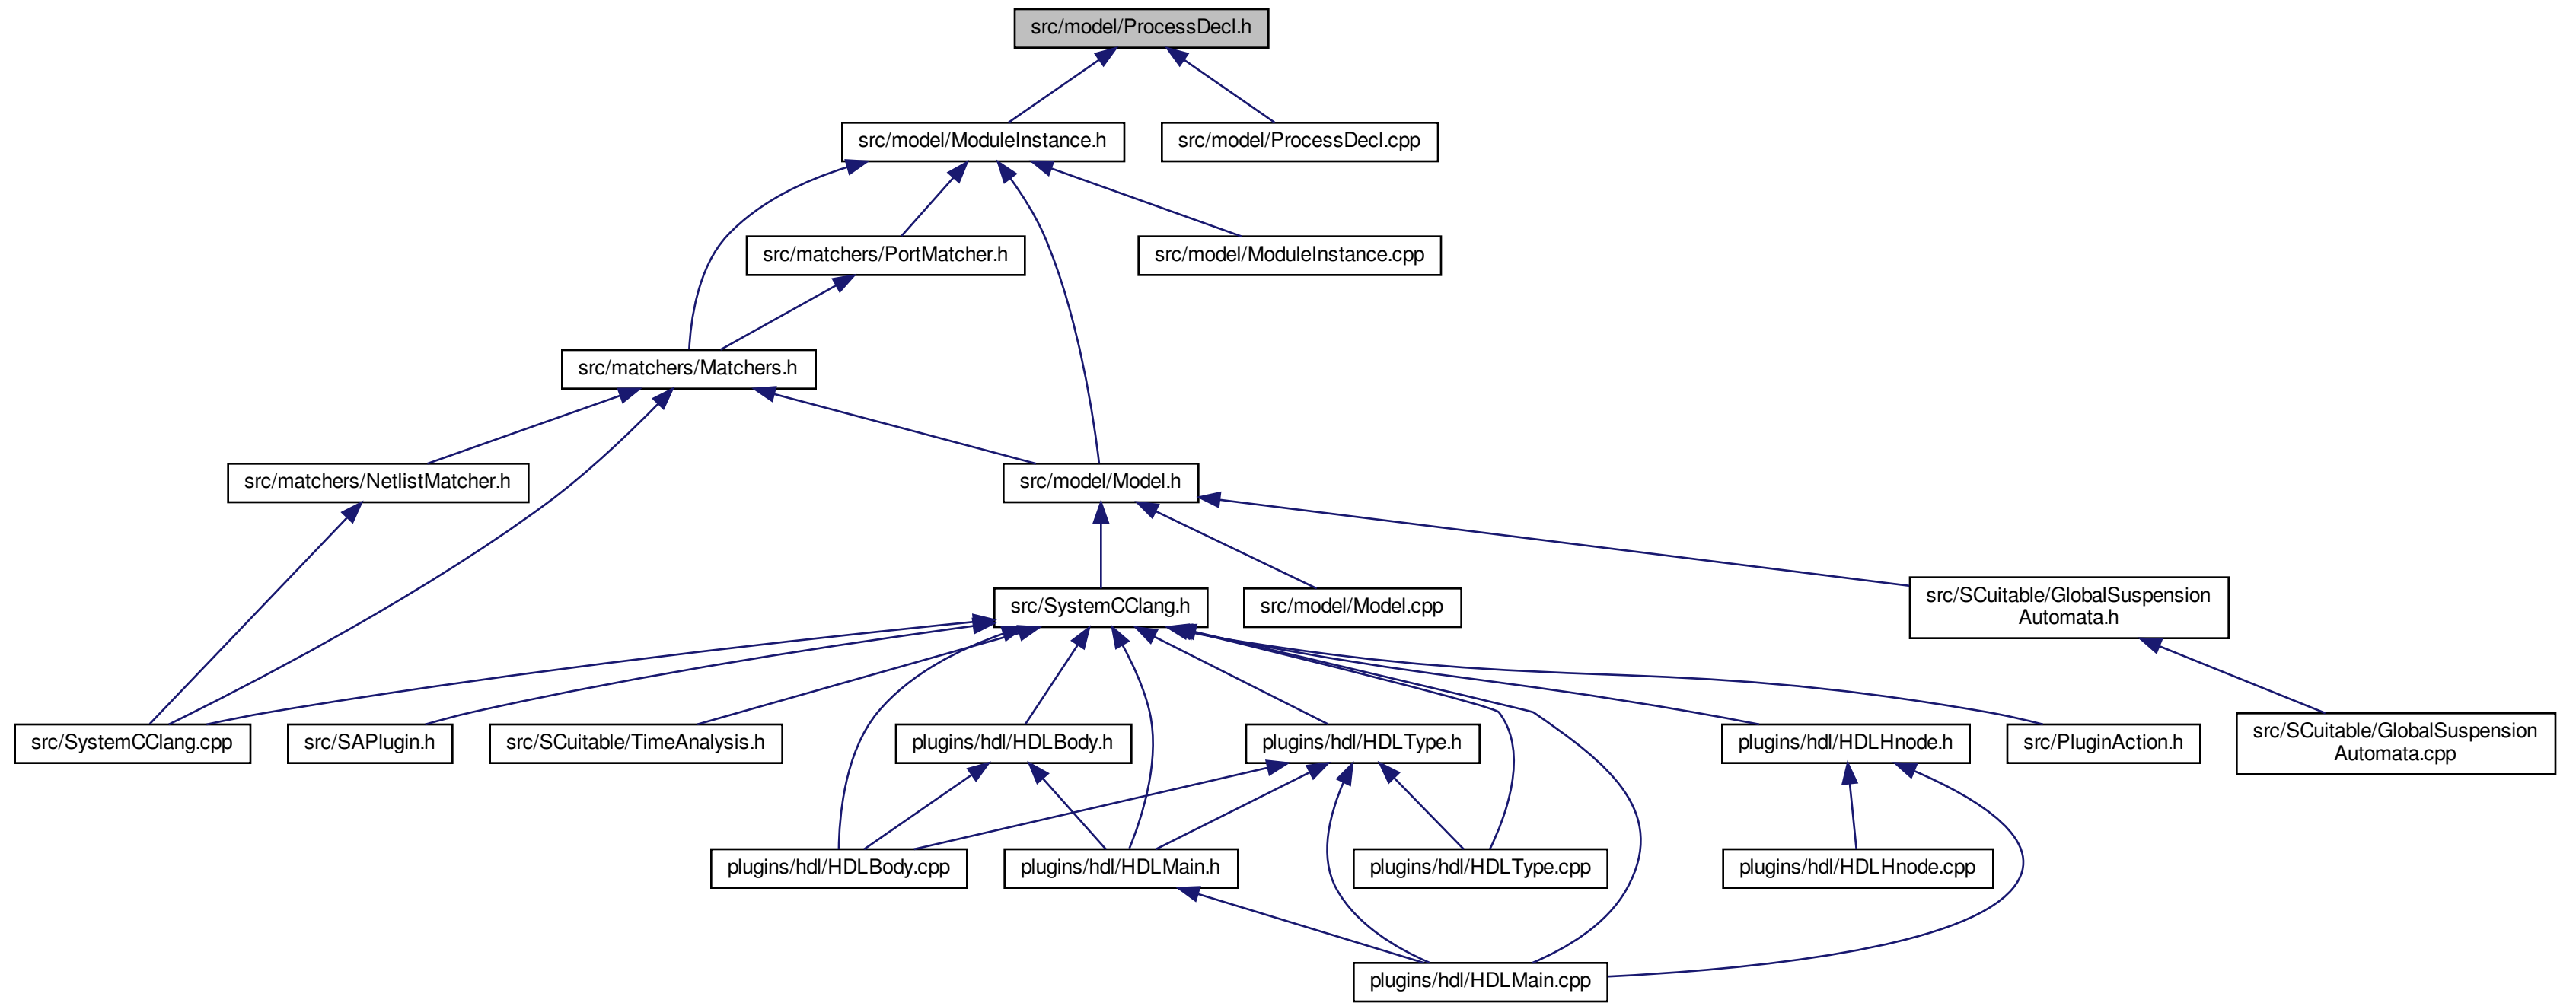 src/model/ProcessDecl.h
src/model/ModuleInstance.h
src/model/ProcessDecl.cpp
src/matchers/PortMatcher.h
src/model/ModuleInstance.cpp
src/matchers/Matchers.h
src/matchers/NetlistMatcher.h
src/model/Model.h
src/SystemCClang.h
src/model/Model.cpp
src/SCuitable/GlobalSuspension
Automata.h
src/SystemCClang.cpp
src/SAPlugin.h
src/SCuitable/TimeAnalysis.h
plugins/hdl/HDLBody.h
plugins/hdl/HDLType.h
plugins/hdl/HDLHnode.h
src/PluginAction.h
src/SCuitable/GlobalSuspension
Automata.cpp
plugins/hdl/HDLBody.cpp
plugins/hdl/HDLMain.h
plugins/hdl/HDLType.cpp
plugins/hdl/HDLHnode.cpp
plugins/hdl/HDLMain.cpp